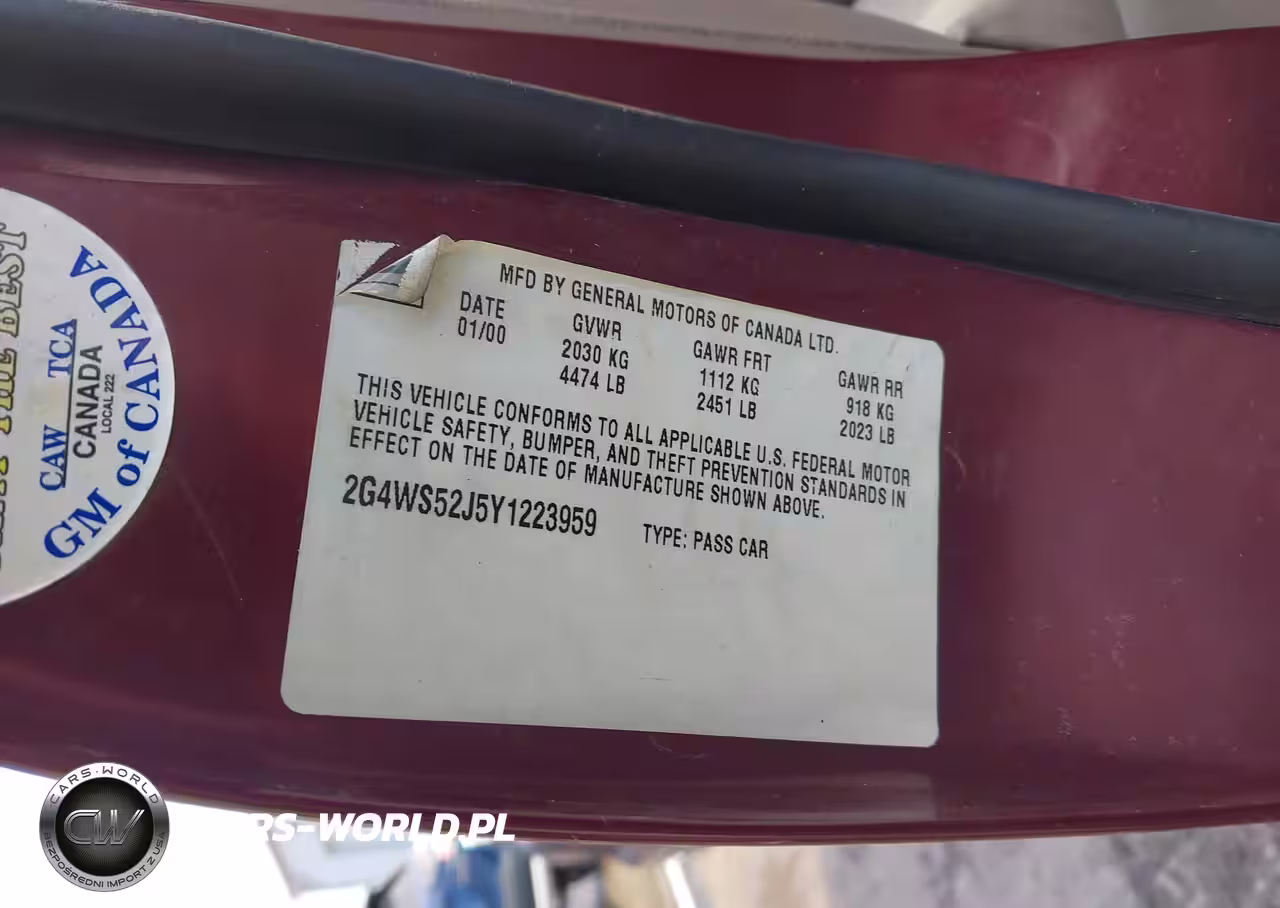 THE BEST
CAW TCA
CANADA
LOCAL 222
GM of CANADA
MFD BY GENERAL MOTORS OF CANADA LTD.
DATE GVWR GAWR FRT GAWR RR
01/00 2030 KG 1112 KG 918 KG
4474 LB 2451 LB 2023 LB
THIS VEHICLE CONFORMS TO ALL APPLICABLE U.S. FEDERAL MOTOR
VEHICLE SAFETY, BUMPER, AND THEFT PREVENTION STANDARDS IN
EFFECT ON THE DATE OF MANUFACTURE SHOWN ABOVE.
2G4WS52J5Y1223959 TYPE: PASS CAR
CARS-WORLD
CW
BEZPOŚREDNI IMPORT Z USA
RS-WORLD.PL